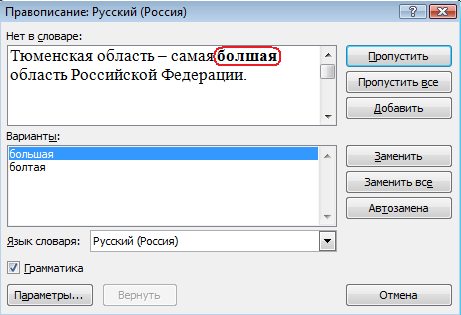 Правописание: Русский (Россия)
Нет в словаре:
Тюменская область – самая болшая
область Российской Федерации.
Пропустить
Пропустить все
Добавить
Варианты:
большая
болтая
Заменить
Заменить все
Автозамена
Язык словаря: Русский (Россия)
Грамматика
Параметры... Вернуть Отмена